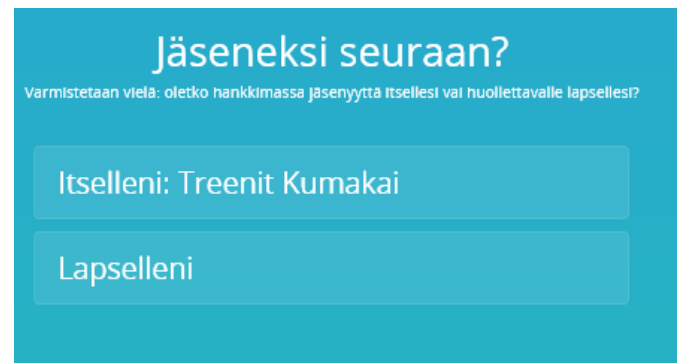 Jäseneksi seuraan?
Varmistetaan vielä: oletko hankkimassa jäsenyyttä itsellesi vai huollettavalle lapsellesi?
Itselleni: Treenit Kumakai
Lapselleni